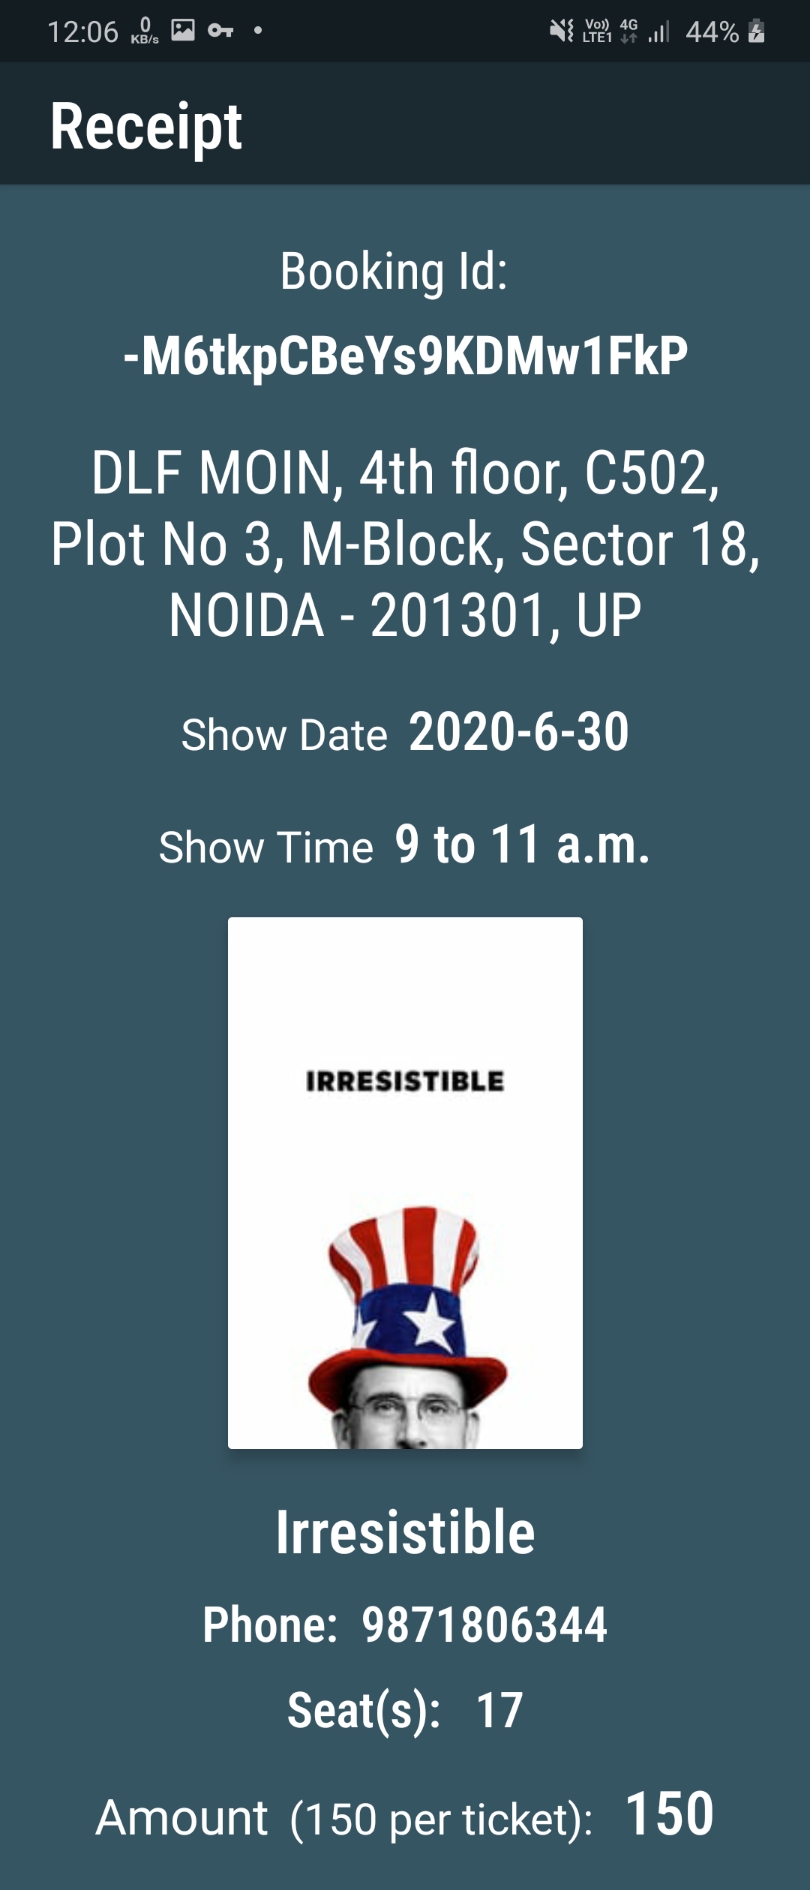 12:06 0 KB/s Vo)) LTE1 4G 44%
Receipt
Booking Id:
-M6tkpCBeYs9KDMw1FkP
DLF MOIN, 4th floor, C502,
Plot No 3, M-Block, Sector 18,
NOIDA - 201301, UP
Show Date 2020-6-30
Show Time 9 to 11 a.m.
IRRESISTIBLE
Irresistible
Phone: 9871806344
Seat(s): 17
Amount (150 per ticket): 150